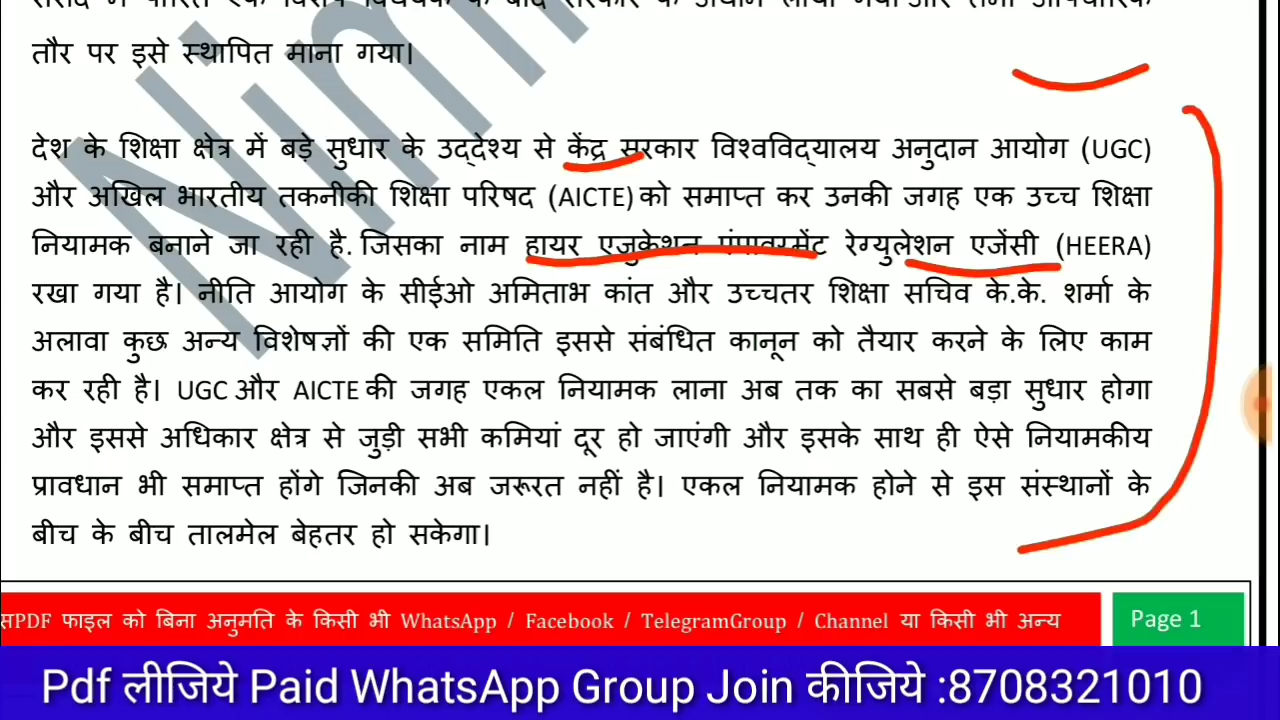 तौर पर इसे स्थापित माना गया।
देश के शिक्षा क्षेत्र में बड़े सुधार के उद्देश्य से केंद्र सरकार विश्वविद्यालय अनुदान आयोग (UGC)
और अखिल भारतीय तकनीकी शिक्षा परिषद (AICTE) को समाप्त कर उनकी जगह एक उच्च शिक्षा
नियामक बनाने जा रही है. जिसका नाम हायर एजुकेशन रेग्युलेशन एजेंसी (HEERA)
रखा गया है। नीति आयोग के सीईओ अमिताभ कांत और उच्चतर शिक्षा सचिव के.के. शर्मा के
अलावा कुछ अन्य विशेषज्ञों की एक समिति इससे संबंधित कानून को तैयार करने के लिए काम
कर रही है। UGC और AICTE की जगह एकल नियामक लाना अब तक का सबसे बड़ा सुधार होगा
और इससे अधिकार क्षेत्र से जुड़ी सभी कमियां दूर हो जाएंगी और इसके साथ ही ऐसे नियामकीय
प्रावधान भी समाप्त होंगे जिनकी अब जरूरत नहीं है। एकल नियामक होने से इस संस्थानों के
बीच के बीच तालमेल बेहतर हो सकेगा।
PDF फाइल को बिना अनुमति के किसी भी WhatsApp / Facebook / TelegramGroup / Channel या किसी भी अन्य
Page 1
Pdf लीजिये Paid WhatsApp Group Join कीजिये :8708321010